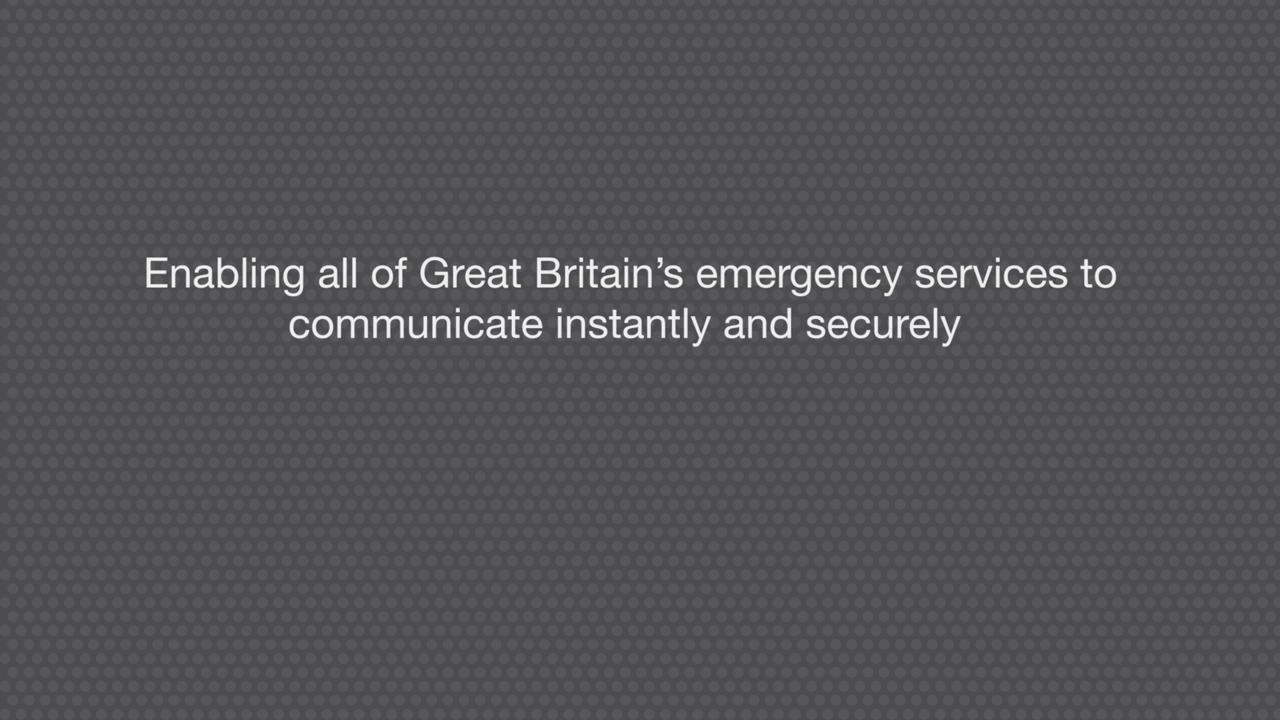 Enabling all of Great Britain’s emergency services to
communicate instantly and securely